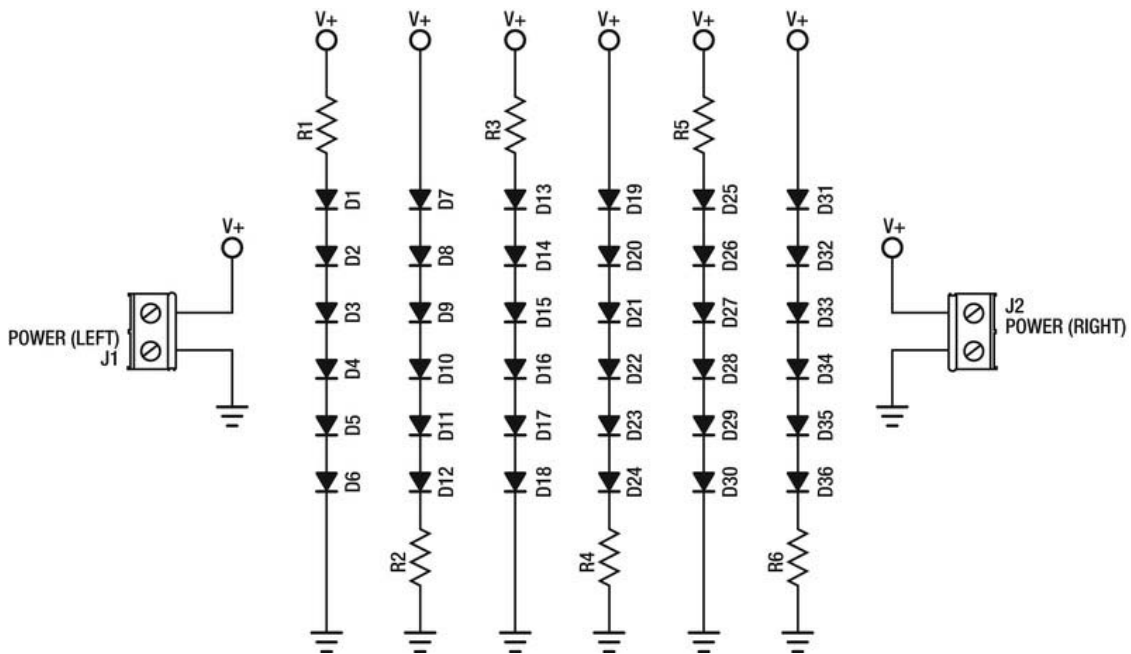 V+ V+ V+ V+ V+ V+
R1 R3 R5
D1 D7 D13 D19 D25 D31
V+ V+
D2 D8 D14 D20 D26 D32
D3 D9 D15 D21 D27 D33
J2
POWER (RIGHT)
POWER (LEFT)
J1
D4 D10 D16 D22 D28 D34
D5 D11 D17 D23 D29 D35
D6 D12 D18 D24 D30 D36
R2 R4 R6